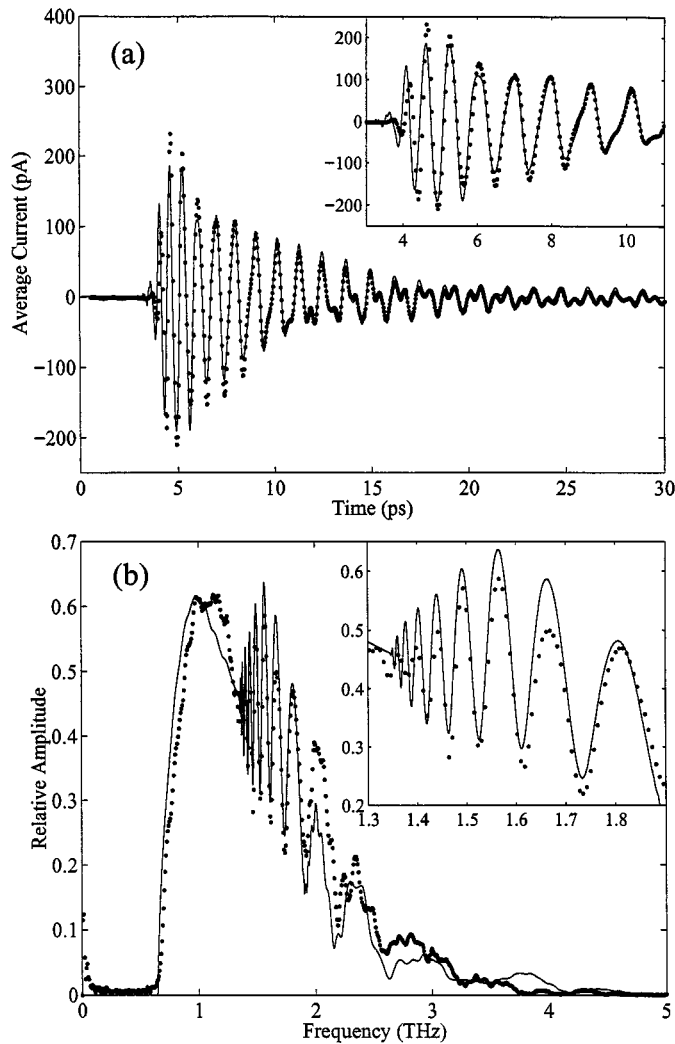 (a)
400
300
200
100
0
−100
−200
Average Current (pA)
0 5 10 15 20 25 30
Time (ps)
200
100
0
−100
−200
4 6 8 10
(b)
0.7
0.6
0.5
0.4
0.3
0.2
0.1
0
Relative Amplitude
0 1 2 3 4 5
Frequency (THz)
0.6
0.5
0.4
0.3
0.2
1.3 1.4 1.5 1.6 1.7 1.8